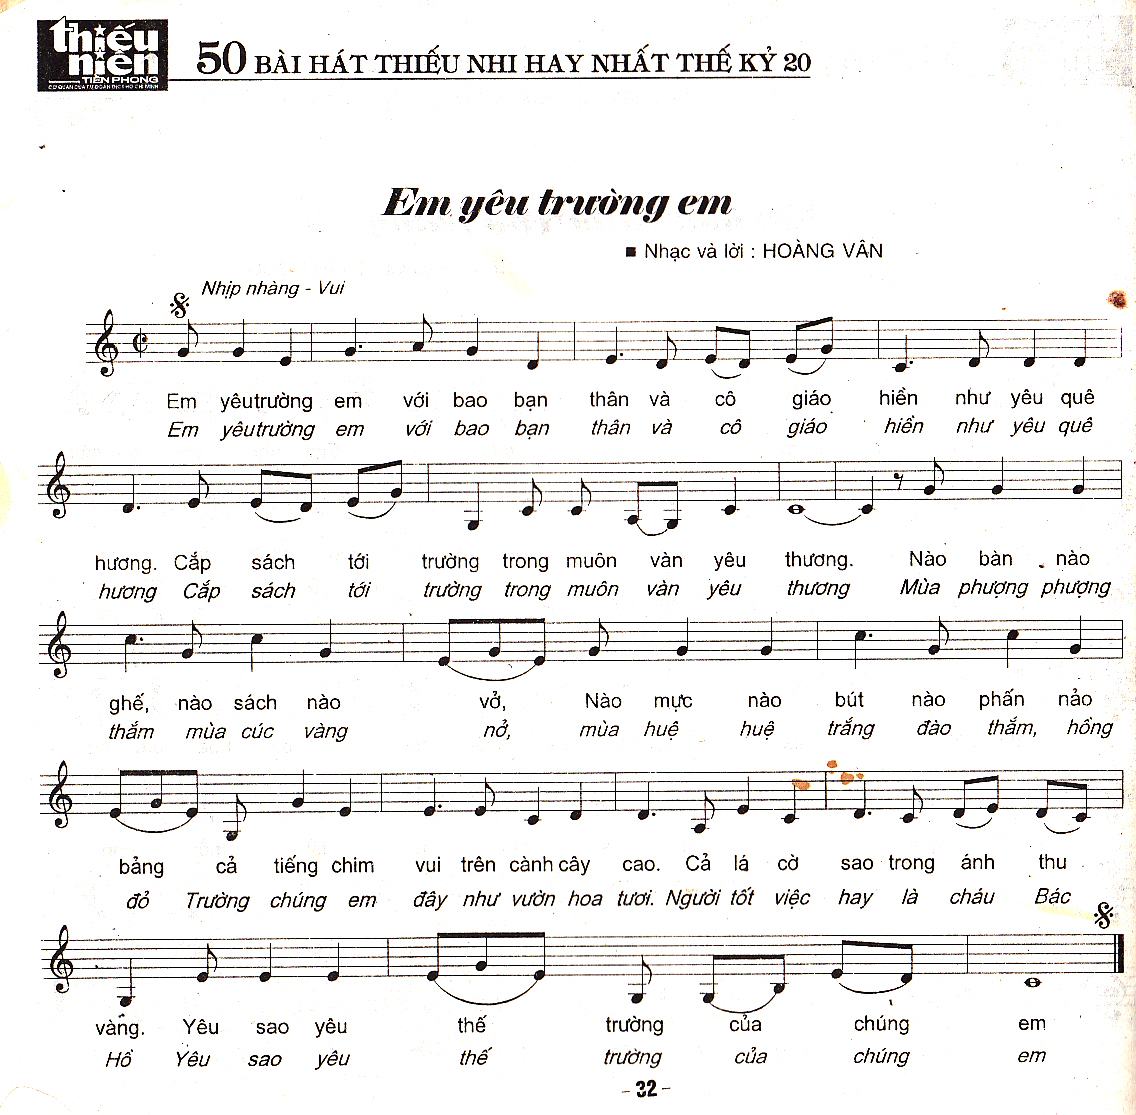 thiếu
niên
TIỀN PHONG
50 BÀI HÁT THIẾU NHI HAY NHẤT THẾ KỶ 20
Em yêu trường em
■ Nhạc và lời : HOÀNG VÂN
Nhịp nhàng - Vui
Em yêu trường em với bao bạn thân và cô giáo hiền như yêu quê
Em yêu trường em với bao bạn thân và cô giáo hiền như yêu quê
hương. Cắp sách tới trường trong muôn vàn yêu thương. Nào bàn nào
hương Cắp sách tới trường trong muôn vàn yêu thương Mùa phượng phượng
ghế, nào sách nào vở, Nào mực nào bút nào phấn nảo
thắm mùa cúc vàng nở, mùa huệ huệ trắng đào thắm, hồng
bảng cả tiếng chim vui trên cành cây cao. Cả lá cờ sao trong ánh thu
đỏ Trường chúng em đây như vườn hoa tươi. Người tốt việc hay là cháu Bác
vàng. Yêu sao yêu thế trường của chúng em
Hồ Yêu sao yêu thế trường của chúng em
- 32 -